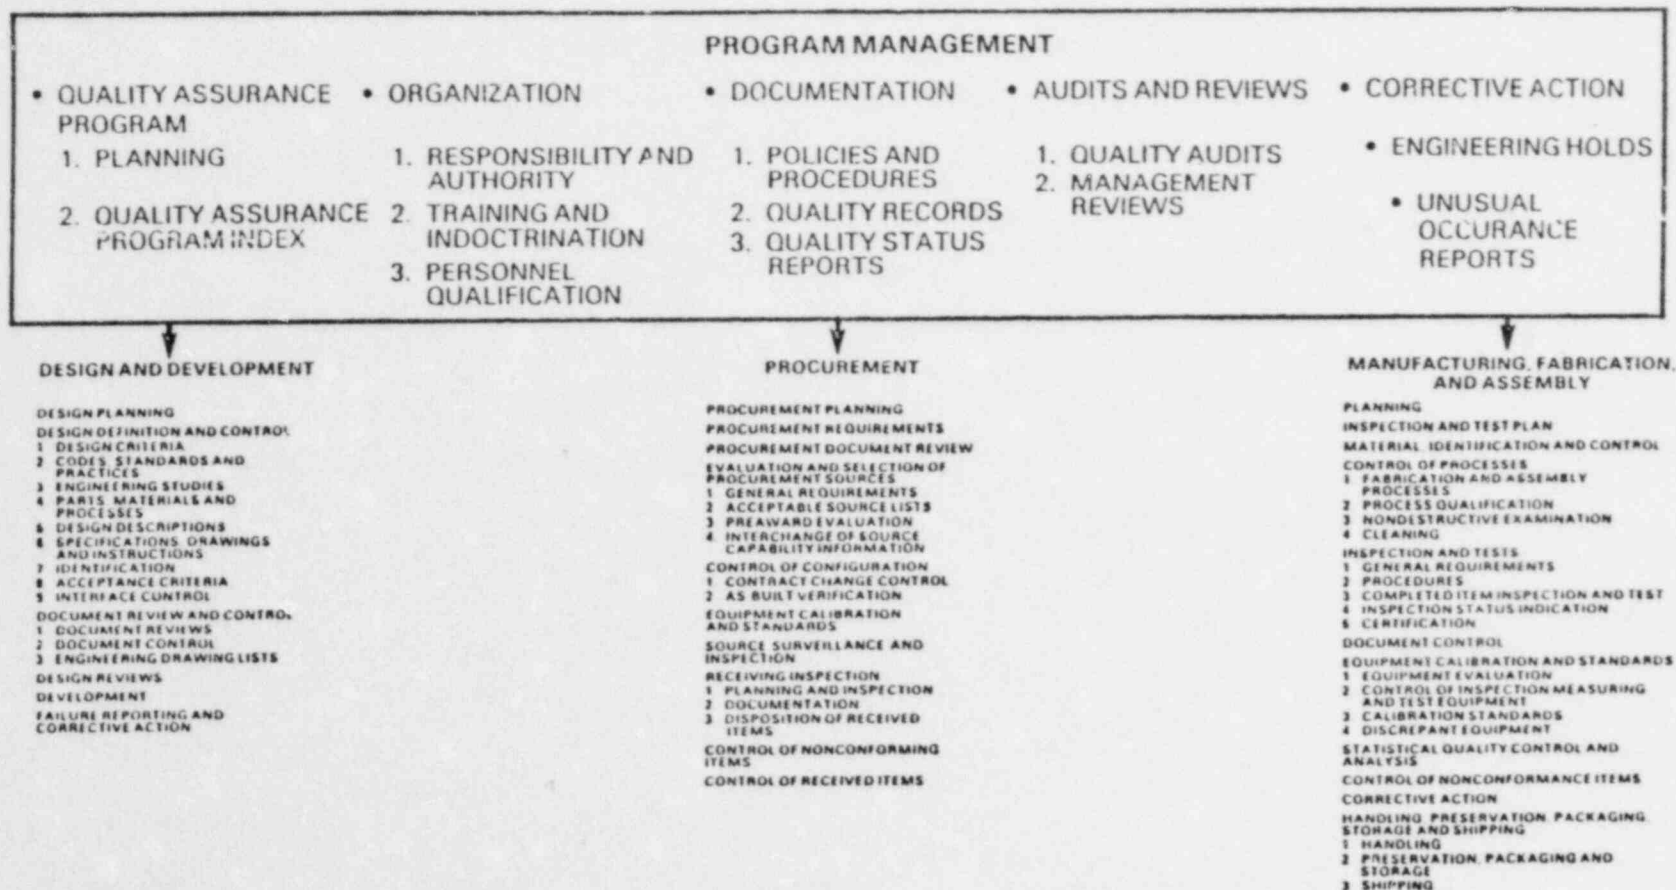 PROGRAM MANAGEMENT
• QUALITY ASSURANCE
PROGRAM
1. PLANNING
2. QUALITY ASSURANCE
PROGRAM INDEX
• ORGANIZATION
1. RESPONSIBILITY AND
AUTHORITY
2. TRAINING AND
INDOCTRINATION
3. PERSONNEL
QUALIFICATION
• DOCUMENTATION
1. POLICIES AND
PROCEDURES
2. QUALITY RECORDS
3. QUALITY STATUS
REPORTS
• AUDITS AND REVIEWS
1. QUALITY AUDITS
2. MANAGEMENT
REVIEWS
• CORRECTIVE ACTION
• ENGINEERING HOLDS
• UNUSUAL
OCCURANCE
REPORTS
DESIGN AND DEVELOPMENT
DESIGN PLANNING
DESIGN DEFINITION AND CONTROL
1 DESIGN CRITERIA
2 CODES, STANDARDS AND
PRACTICES
3 ENGINEERING STUDIES
4 PARTS, MATERIALS AND
PROCESSES
5 DESIGN DESCRIPTIONS
6 SPECIFICATIONS, DRAWINGS
AND INSTRUCTIONS
7 IDENTIFICATION
8 ACCEPTANCE CRITERIA
9 INTERFACE CONTROL
DOCUMENT REVIEW AND CONTROL
1 DOCUMENT REVIEWS
2 DOCUMENT CONTROL
3 ENGINEERING DRAWING LISTS
DESIGN REVIEWS
DEVELOPMENT
FAILURE REPORTING AND
CORRECTIVE ACTION
PROCUREMENT
PROCUREMENT PLANNING
PROCUREMENT REQUIREMENTS
PROCUREMENT DOCUMENT REVIEW
EVALUATION AND SELECTION OF
PROCUREMENT SOURCES
1 GENERAL REQUIREMENTS
2 ACCEPTABLE SOURCE LISTS
3 PREAWARD EVALUATION
4. INTERCHANGE OF SOURCE
CAPABILITY INFORMATION
CONTROL OF CONFIGURATION
1 CONTRACT CHANGE CONTROL
2 AS BUILT VERIFICATION
EQUIPMENT CALIBRATION
AND STANDARDS
SOURCE SURVEILLANCE AND
INSPECTION
RECEIVING INSPECTION
1 PLANNING AND INSPECTION
2 DOCUMENTATION
3 DISPOSITION OF RECEIVED
ITEMS
CONTROL OF NONCONFORMING
ITEMS
CONTROL OF RECEIVED ITEMS
MANUFACTURING, FABRICATION,
AND ASSEMBLY
PLANNING
INSPECTION AND TEST PLAN
MATERIAL IDENTIFICATION AND CONTROL
CONTROL OF PROCESSES
1 FABRICATION AND ASSEMBLY
PROCESSES
2 PROCESS QUALIFICATION
3 NONDESTRUCTIVE EXAMINATION
4 CLEANING
INSPECTION AND TESTS
1 GENERAL REQUIREMENTS
2 PROCEDURES
3 COMPLETED ITEM INSPECTION AND TEST
4 INSPECTION STATUS INDICATION
5 CERTIFICATION
DOCUMENT CONTROL
EQUIPMENT CALIBRATION AND STANDARDS
1 EQUIPMENT EVALUATION
2 CONTROL OF INSPECTION MEASURING
AND TEST EQUIPMENT
3 CALIBRATION STANDARDS
4 DISCREPANT EQUIPMENT
STATISTICAL QUALITY CONTROL AND
ANALYSIS
CONTROL OF NONCONFORMANCE ITEMS
CORRECTIVE ACTION
HANDLING, PRESERVATION, PACKAGING
STORAGE AND SHIPPING
1 HANDLING
2 PRESERVATION, PACKAGING AND
STORAGE
3 SHIPPING